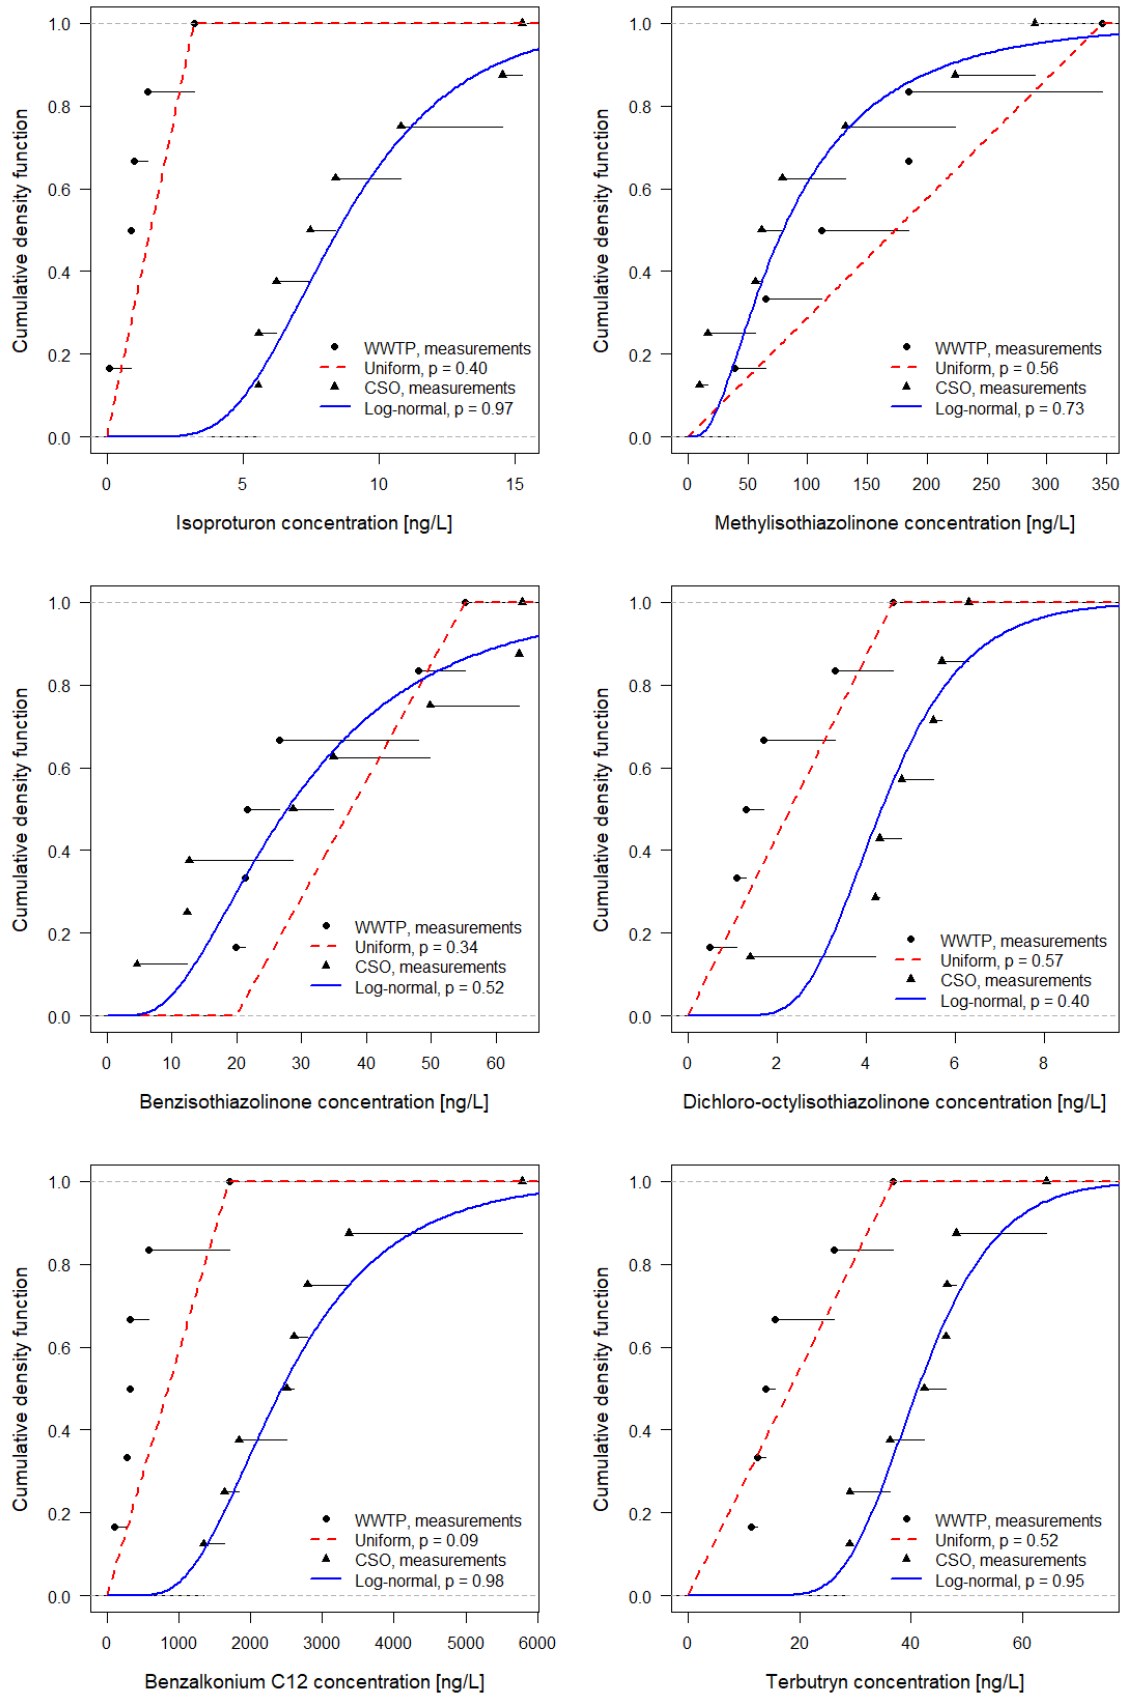 Cumulative density function
1.0
0.8
0.6
0.4
0.2
0.0
WWTP, measurements
Uniform, p = 0.40
CSO, measurements
Log-normal, p = 0.97
0 5 10 15
Isoproturon concentration [ng/L]
Cumulative density function
1.0
0.8
0.6
0.4
0.2
0.0
WWTP, measurements
Uniform, p = 0.56
CSO, measurements
Log-normal, p = 0.73
0 50 100 150 200 250 300 350
Methylisothiazolinone concentration [ng/L]
Cumulative density function
1.0
0.8
0.6
0.4
0.2
0.0
WWTP, measurements
Uniform, p = 0.34
CSO, measurements
Log-normal, p = 0.52
0 10 20 30 40 50 60
Benzisothiazolinone concentration [ng/L]
Cumulative density function
1.0
0.8
0.6
0.4
0.2
0.0
WWTP, measurements
Uniform, p = 0.57
CSO, measurements
Log-normal, p = 0.40
0 2 4 6 8
Dichloro-octylisothiazolinone concentration [ng/L]
Cumulative density function
1.0
0.8
0.6
0.4
0.2
0.0
WWTP, measurements
Uniform, p = 0.09
CSO, measurements
Log-normal, p = 0.98
0 1000 2000 3000 4000 5000 6000
Benzalkonium C12 concentration [ng/L]
Cumulative density function
1.0
0.8
0.6
0.4
0.2
0.0
WWTP, measurements
Uniform, p = 0.52
CSO, measurements
Log-normal, p = 0.95
0 20 40 60
Terbutryn concentration [ng/L]